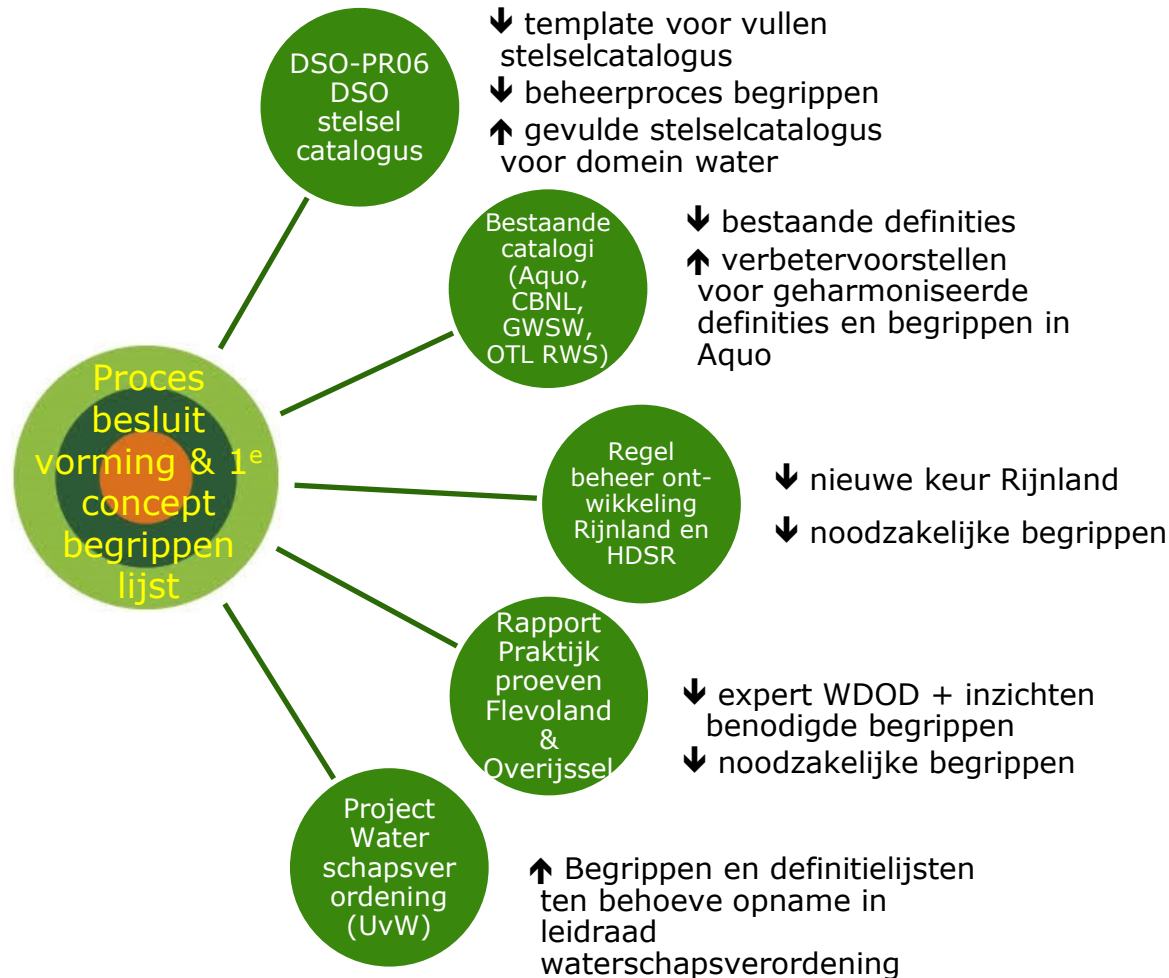 DSO-PR06
DSO
stelsel
catalogus
🡻 template voor vullen
stelselcatalogus
🡻 beheerproces begrippen
🡹 gevulde stelselcatalogus
voor domein water
Bestaande
catalogi
(Aquo,
CBNL,
GWSW,
OTL RWS)
🡻 bestaande definities
🡹 verbetervoorstellen
voor geharmoniseerde
definities en begrippen in
Aquo
Proces
besluit
vorming & 1e
concept
begrippen
lijst
Regel
beheer ont-
wikkeling
Rijnland en
HDSR
🡻 nieuwe keur Rijnland
🡻 noodzakelijke begrippen
Rapport
Praktijk
proeven
Flevoland
&
Overijssel
🡻 expert WDOD + inzichten
benodigde begrippen
🡻 noodzakelijke begrippen
Project
Water
schapsver
ordening
(UvW)
🡹 Begrippen en definitielijsten
ten behoeve opname in
leidraad
waterschapsverordening